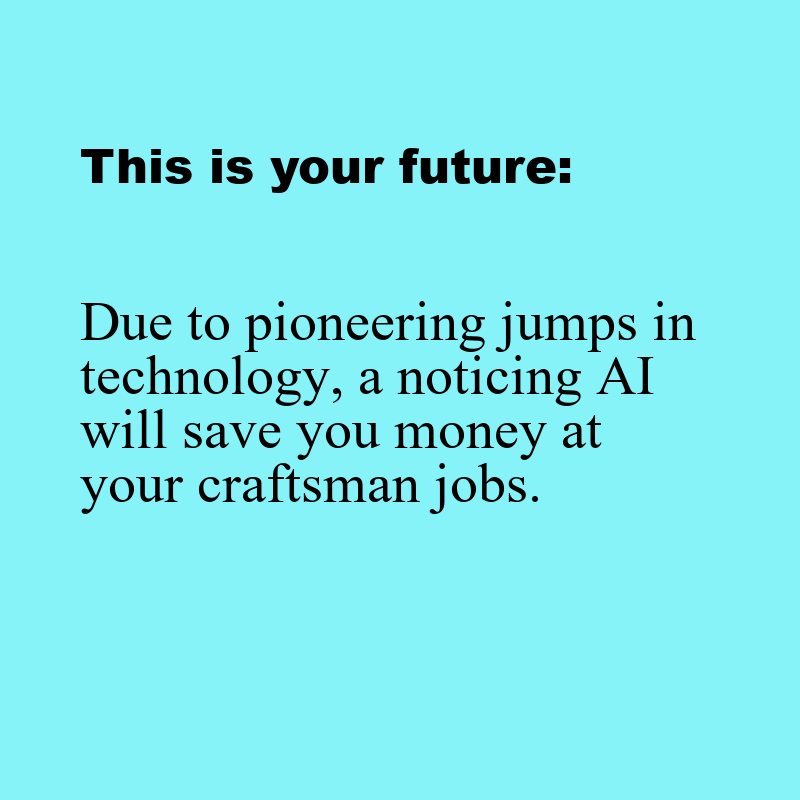 This is your future:
Due to pioneering jumps in
technology, a noticing AI
will save you money at
your craftsman jobs.